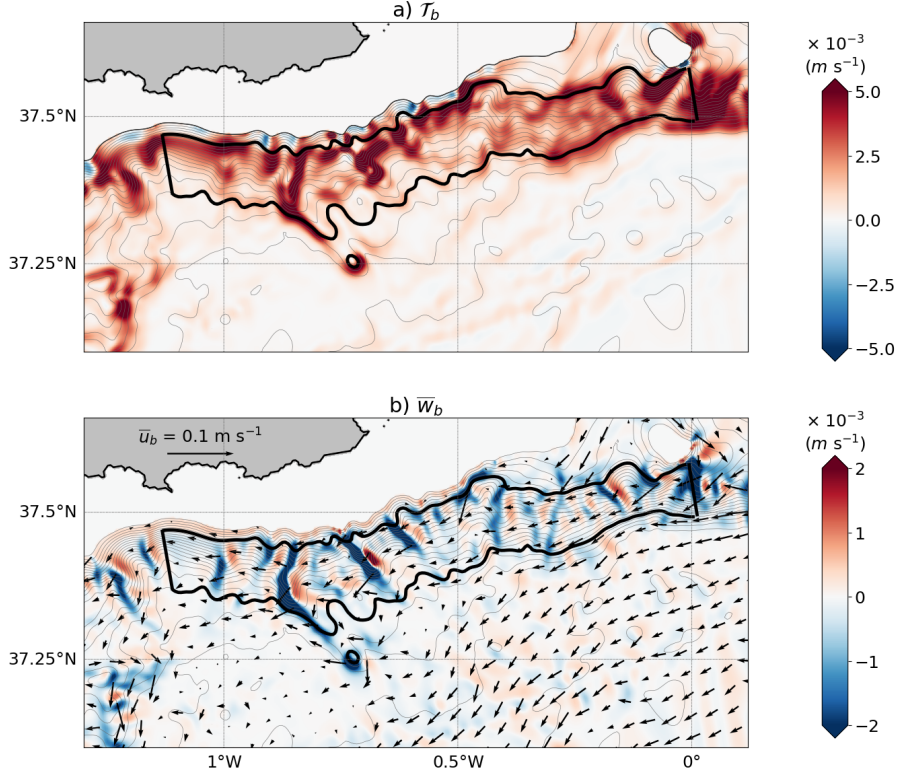 a) 𝒯b
× 10⁻³
(m s⁻¹)
37.5°N
37.25°N
5.0
2.5
0.0
−2.5
−5.0
b) w̅b
u̅b = 0.1 m s⁻¹
× 10⁻³
(m s⁻¹)
37.5°N
37.25°N
2
1
0
−1
−2
1°W
0.5°W
0°